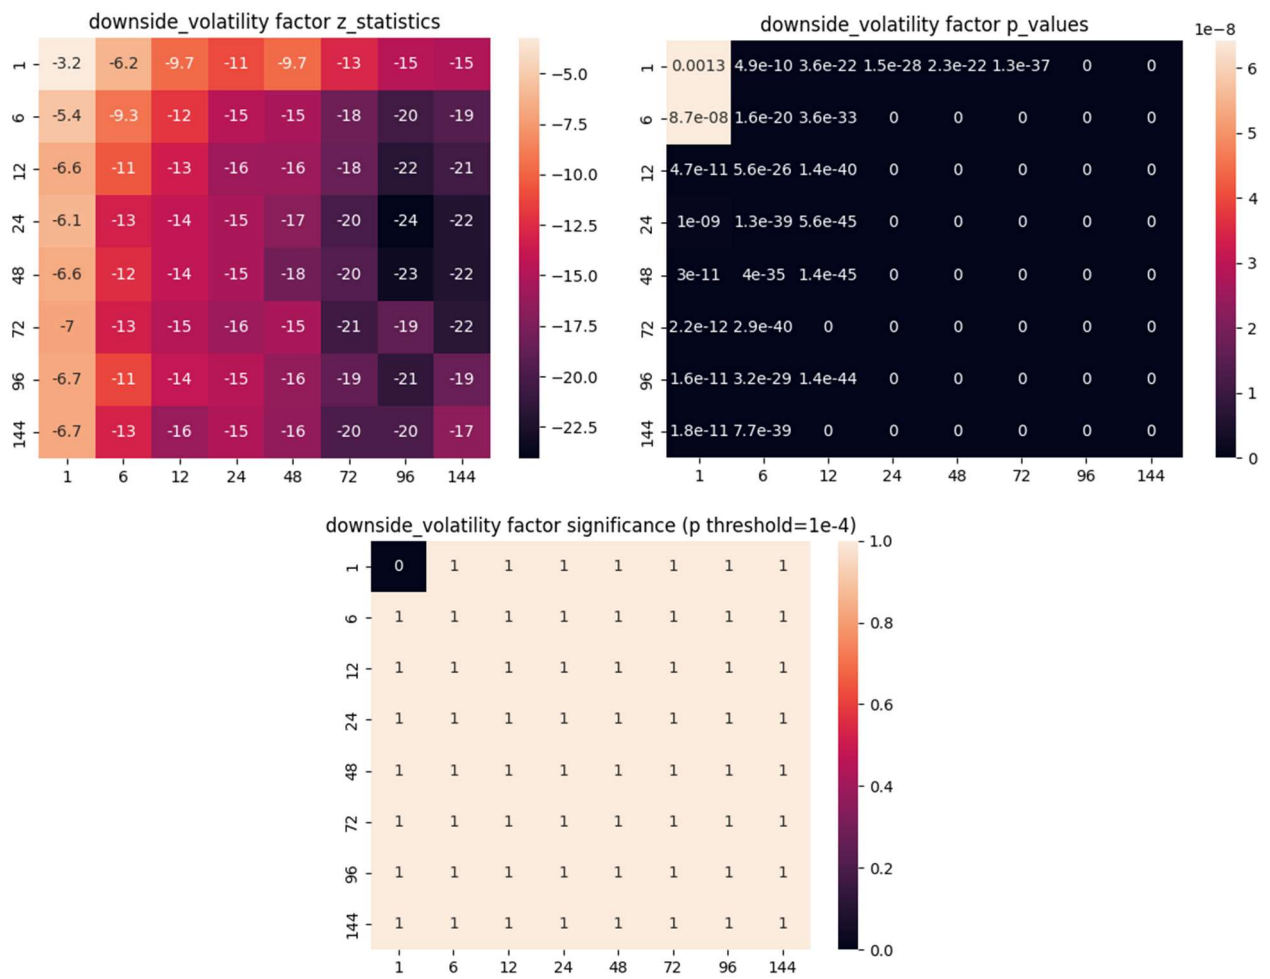 downside_volatility factor z_statistics
1 -3.2 -6.2 -9.7 -11 -9.7 -13 -15 -15
6 -5.4 -9.3 -12 -15 -15 -18 -20 -19
12 -6.6 -11 -13 -16 -16 -18 -22 -21
24 -6.1 -13 -14 -15 -17 -20 -24 -22
48 -6.6 -12 -14 -15 -18 -20 -23 -22
72 -7 -13 -15 -16 -15 -21 -19 -22
96 -6.7 -11 -14 -15 -16 -19 -21 -19
144 -6.7 -13 -16 -15 -16 -20 -20 -17
1 6 12 24 48 72 96 144
−5.0
−7.5
−10.0
−12.5
−15.0
−17.5
−20.0
−22.5
downside_volatility factor p_values
1 0.0013 4.9e-10 3.6e-22 1.5e-28 2.3e-22 1.3e-37 0 0
6 8.7e-08 1.6e-20 3.6e-33 0 0 0 0 0
12 4.7e-11 5.6e-26 1.4e-40 0 0 0 0 0
24 1e-09 1.3e-39 5.6e-45 0 0 0 0 0
48 3e-11 4e-35 1.4e-45 0 0 0 0 0
72 2.2e-12 2.9e-40 0 0 0 0 0 0
96 1.6e-11 3.2e-29 1.4e-44 0 0 0 0 0
144 1.8e-11 7.7e-39 0 0 0 0 0 0
1 6 12 24 48 72 96 144
1e−8
6
5
4
3
2
1
0
downside_volatility factor significance (p threshold=1e-4)
1 0 1 1 1 1 1 1 1
6 1 1 1 1 1 1 1 1
12 1 1 1 1 1 1 1 1
24 1 1 1 1 1 1 1 1
48 1 1 1 1 1 1 1 1
72 1 1 1 1 1 1 1 1
96 1 1 1 1 1 1 1 1
144 1 1 1 1 1 1 1 1
1 6 12 24 48 72 96 144
1.0
0.8
0.6
0.4
0.2
0.0